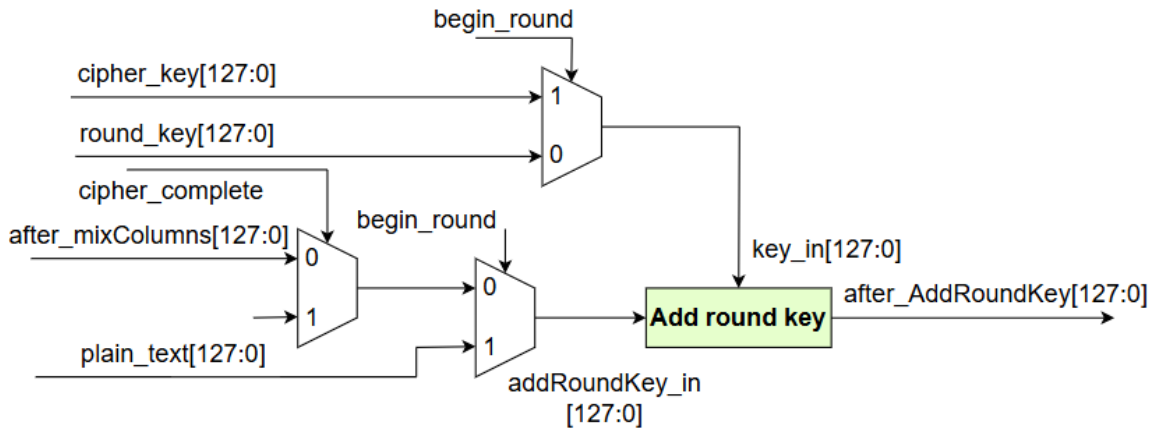 begin_round
cipher_key[127:0]
1
round_key[127:0]
0
cipher_complete
begin_round
after_mixColumns[127:0]
0
key_in[127:0]
0
after_AddRoundKey[127:0]
1
Add round key
1
plain_text[127:0]
addRoundKey_in
[127:0]